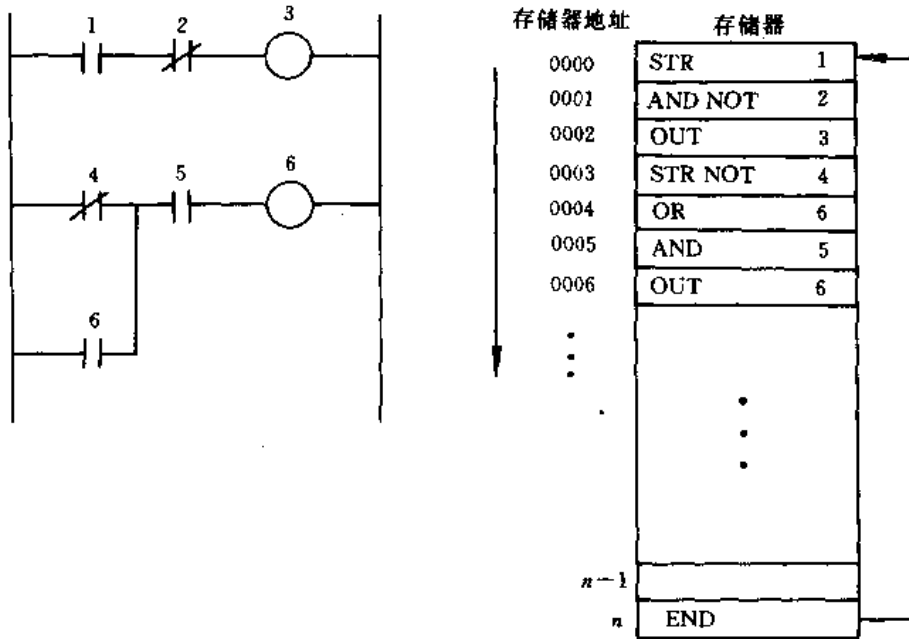 1 2 3
4 5 6
6
存储器地址 存储器
0000 STR 1
0001 AND NOT 2
0002 OUT 3
0003 STR NOT 4
0004 OR 6
0005 AND 5
0006 OUT 6
n-1
n END